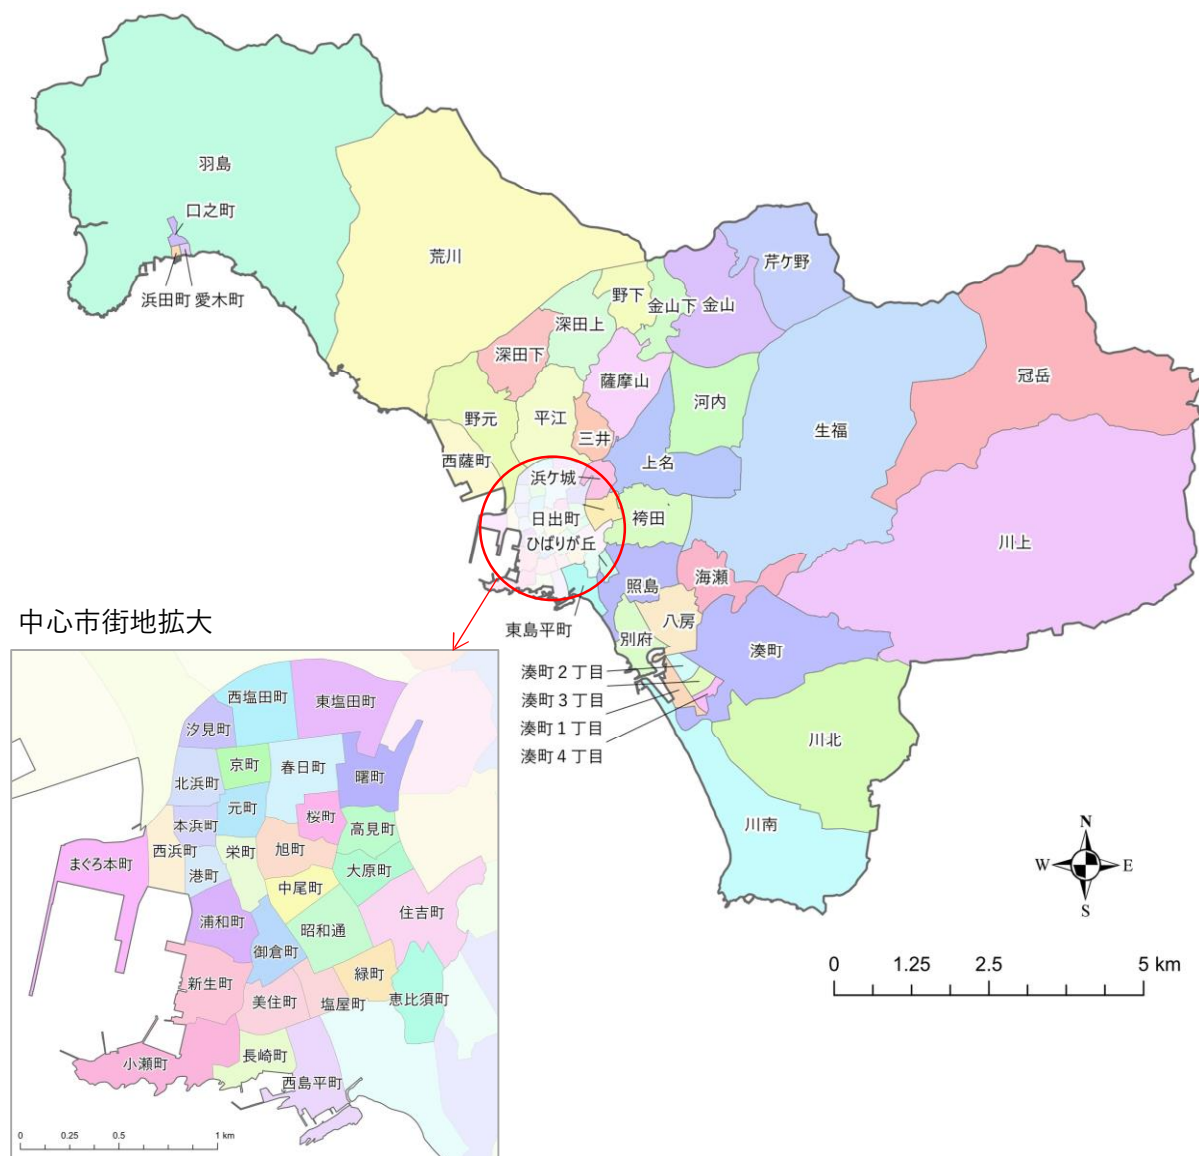 羽島
口之町
浜田町
愛木町
荒川
芹ケ野
野下
金山下
金山
深田上
深田下
薩摩山
冠岳
河内
平江
野元
三井
生福
西薩町
上名
浜ケ城
日出町
袴田
ひばりが丘
川上
照島
海瀬
八房
東島平町
別府
湊町
湊町2丁目
湊町3丁目
湊町1丁目
湊町4丁目
川北
川南
N
W
E
S
0
1.25
2.5
5 km
中心市街地拡大
西塩田町
東塩田町
汐見町
京町
春日町
曙町
北浜町
元町
桜町
本浜町
高見町
西浜町
栄町
旭町
まぐろ本町
港町
大原町
中尾町
浦和町
昭和通
住吉町
御倉町
緑町
新生町
美住町
塩屋町
恵比須町
長崎町
小瀬町
西島平町
0
0.25
0.5
1 km